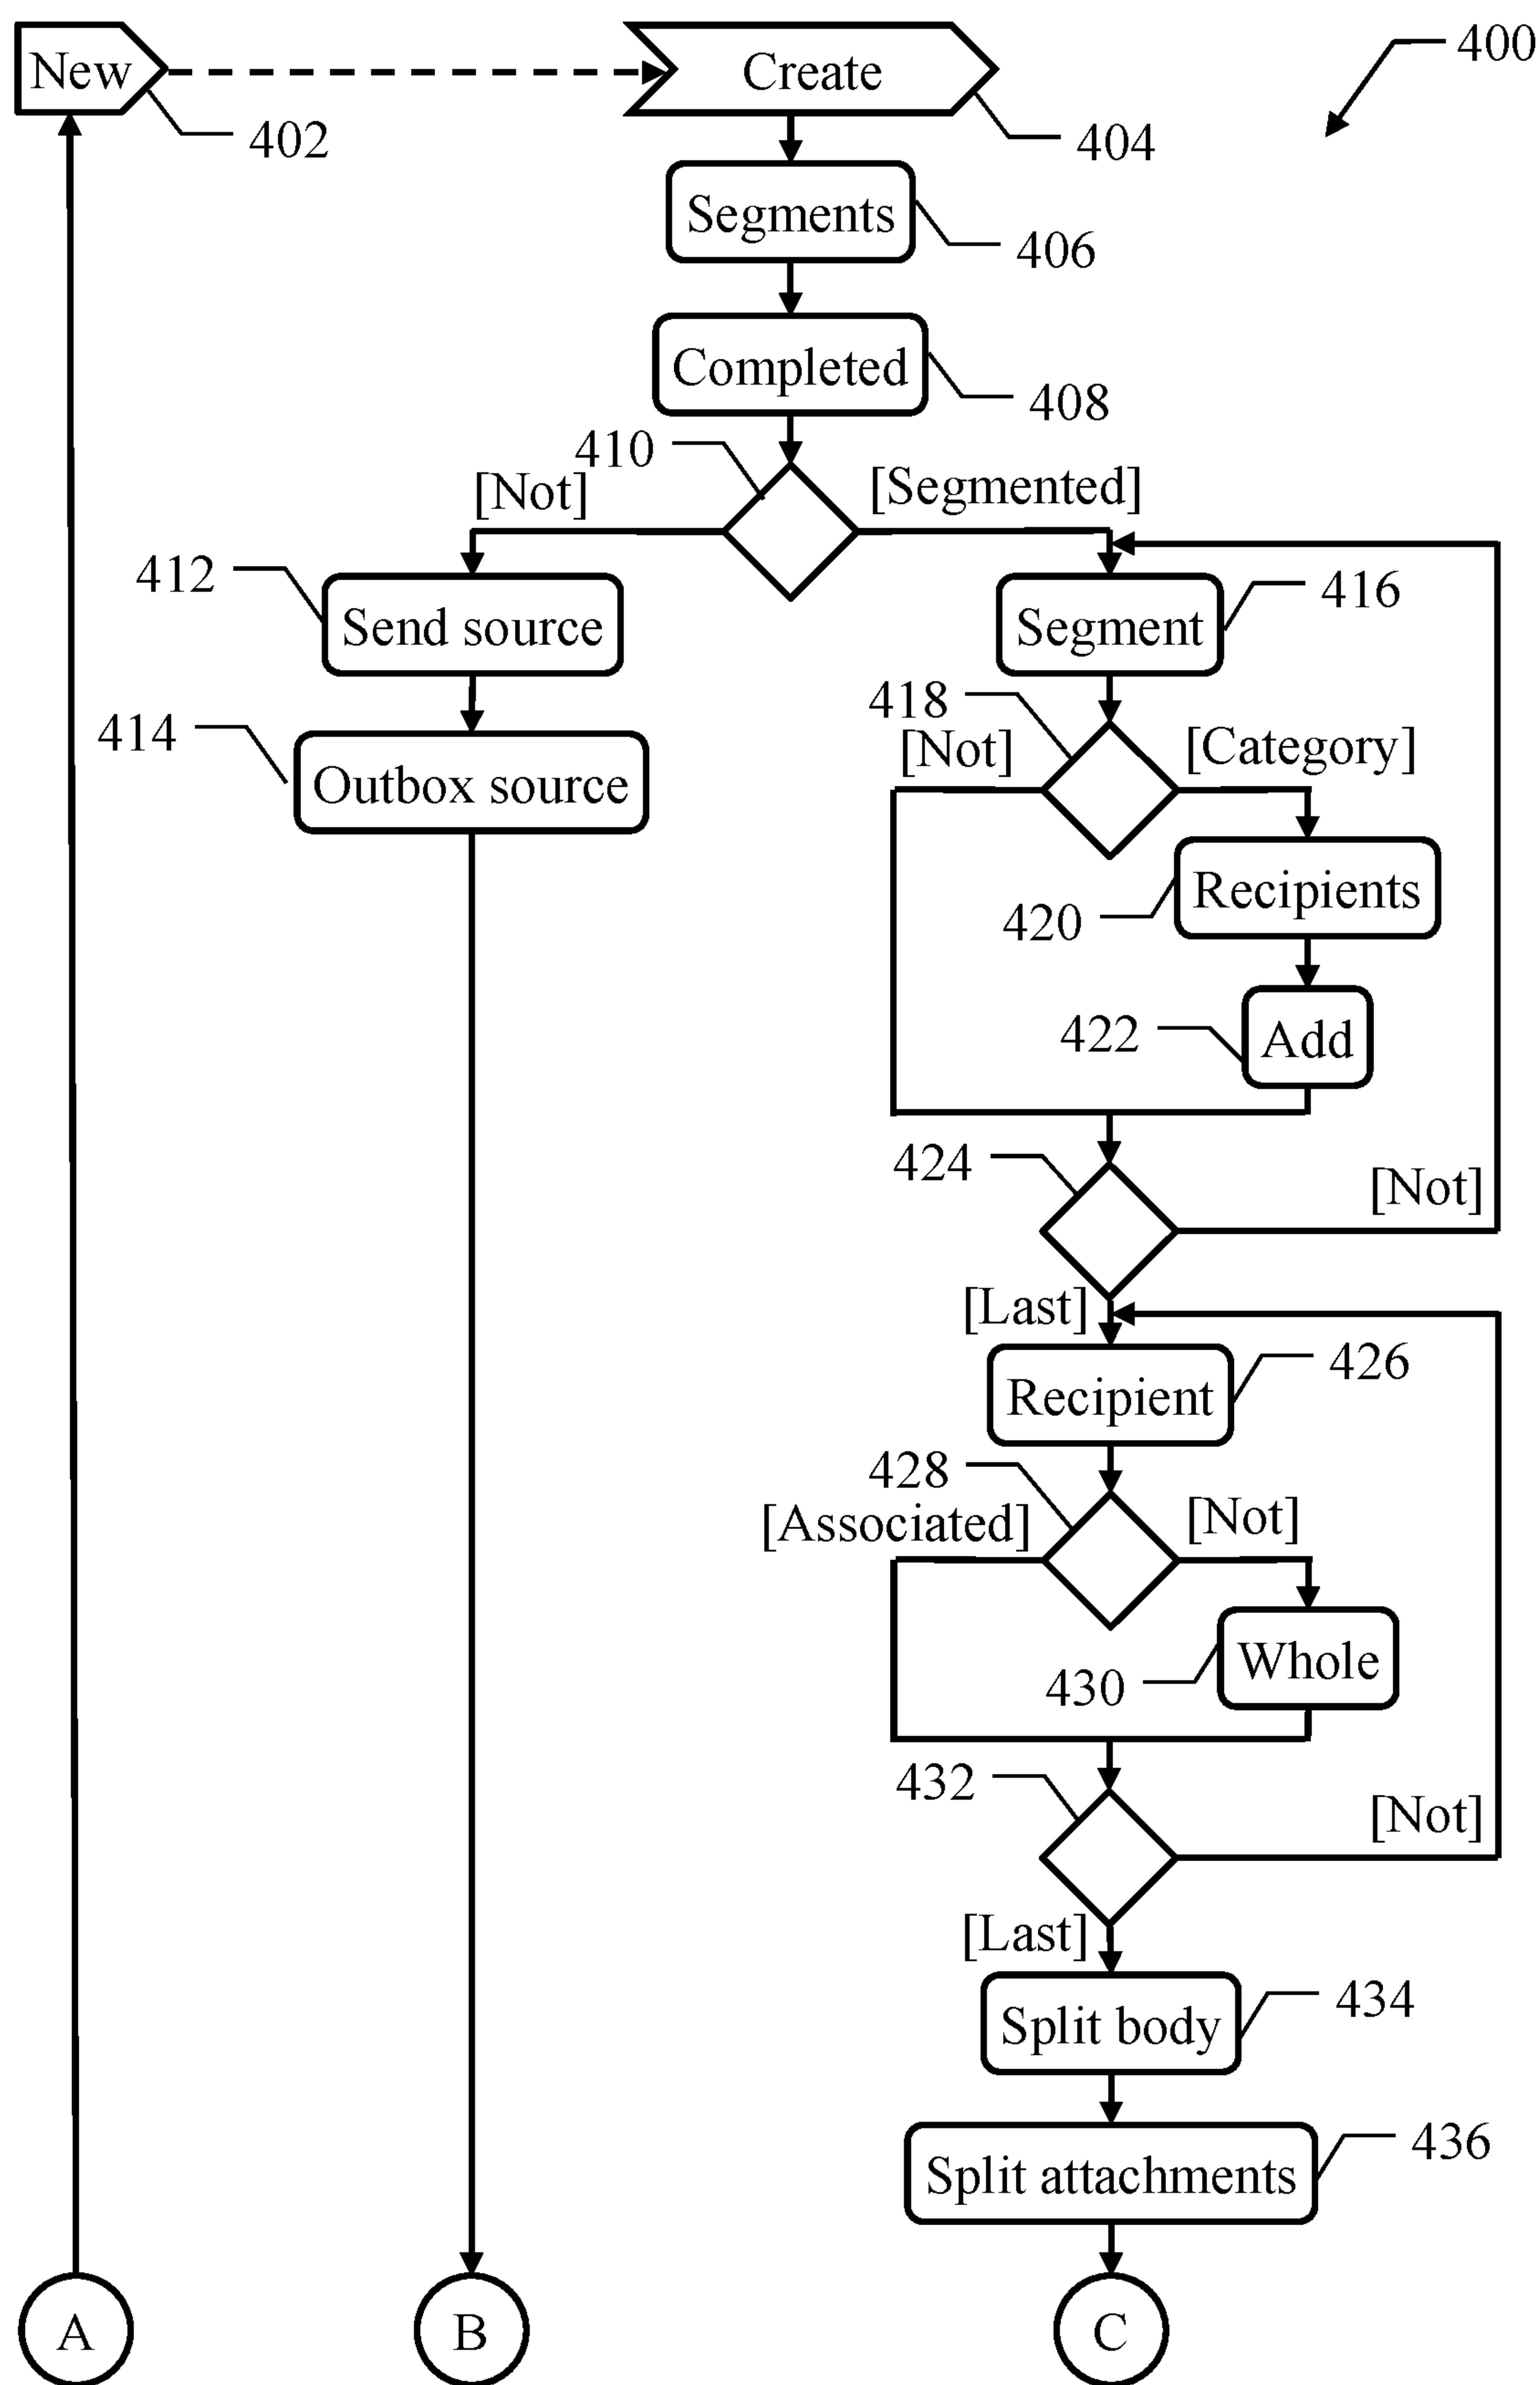 New
Create
400
402
404
Segments
406
Completed
408
410
[Not]
[Segmented]
412
Send source
Segment
416
414
418
[Not]
[Category]
Outbox source
Recipients
420
422
Add
424
[Not]
[Last]
Recipient
426
428
[Associated]
[Not]
Whole
430
432
[Not]
[Last]
Split body
434
Split attachments
436
A
B
C